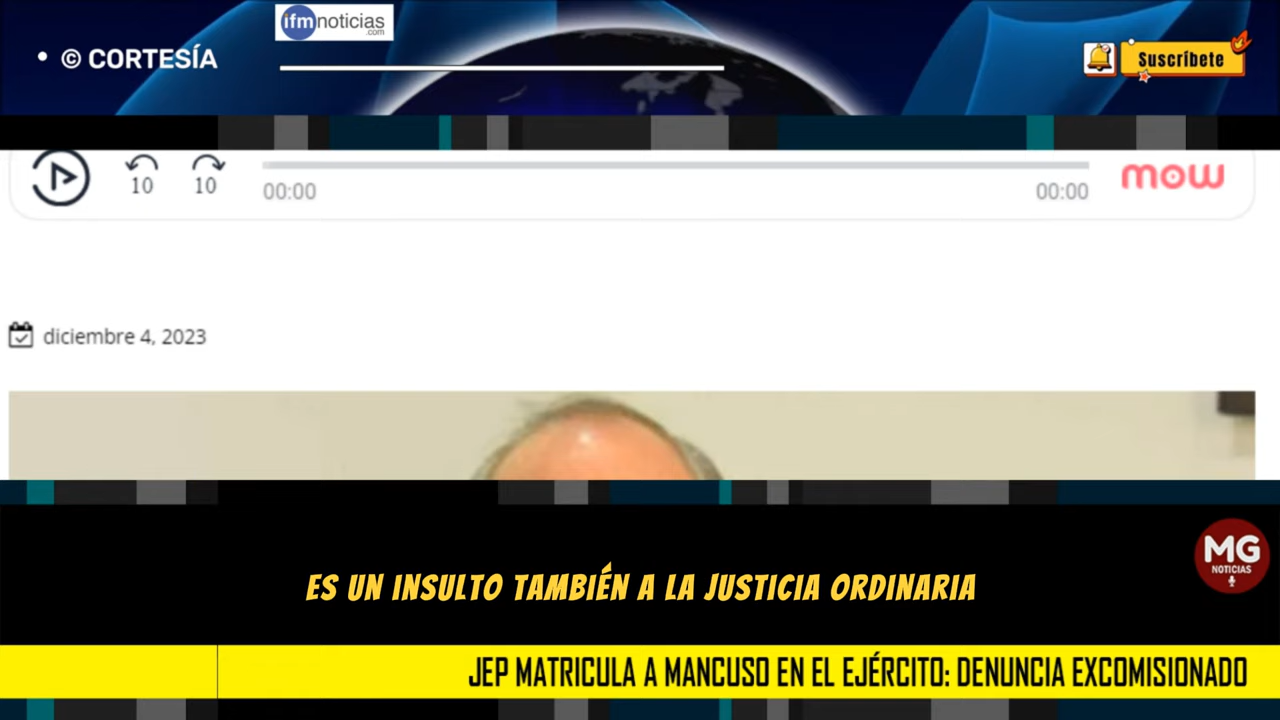 ifmnoticias
.com
• © CORTESÍA
Suscríbete
10
10
00:00
00:00
mow
diciembre 4, 2023
MG
NOTICIAS
ES UN INSULTO TAMBIÉN A LA JUSTICIA ORDINARIA
JEP MATRICULA A MANCUSO EN EL EJÉRCITO: DENUNCIA EXCOMISIONADO